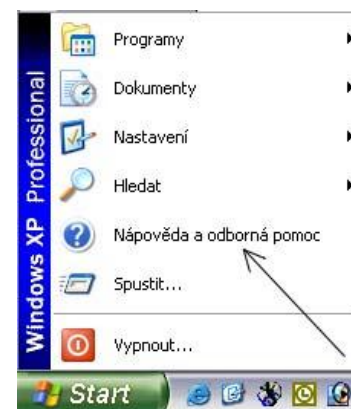 Windows XP Professional
Programy
Dokumenty
Nastavení
Hledat
Nápověda a odborná pomoc
Spustit...
Vypnout...
Start